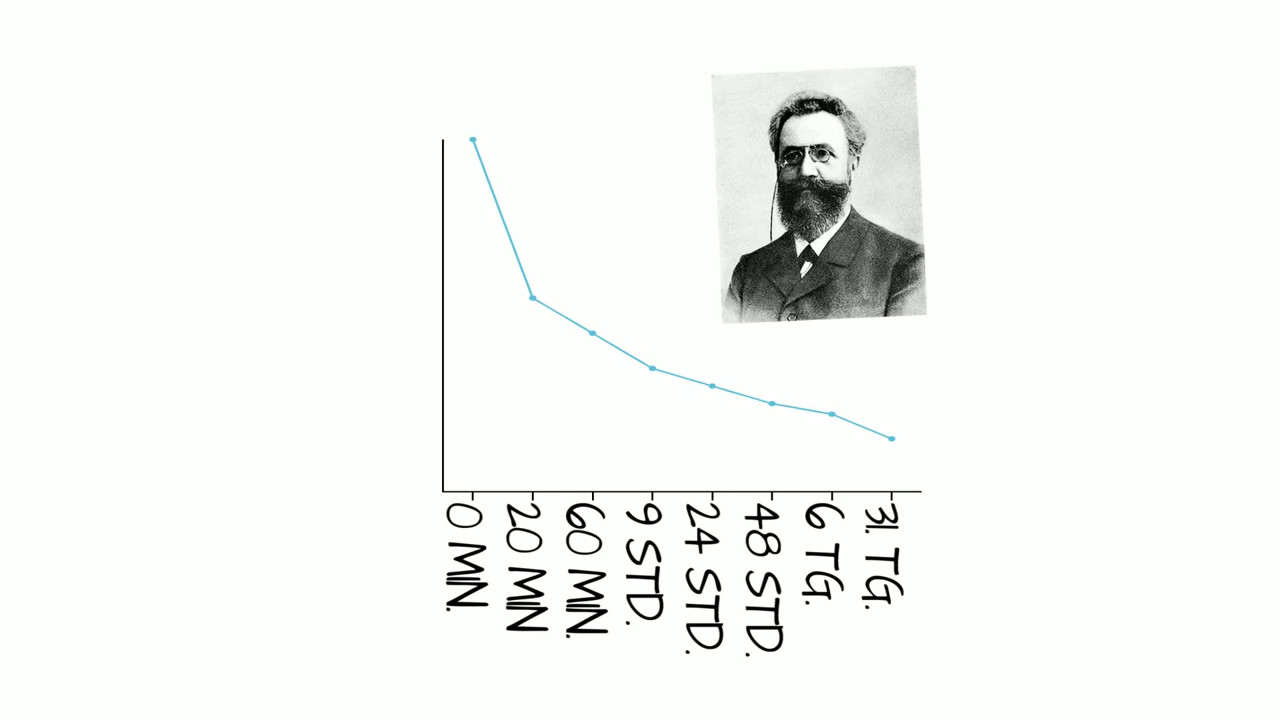 0 MIN.
20 MIN
60 MIN.
9 STD.
24 STD.
48 STD.
6 TG.
31. TG.